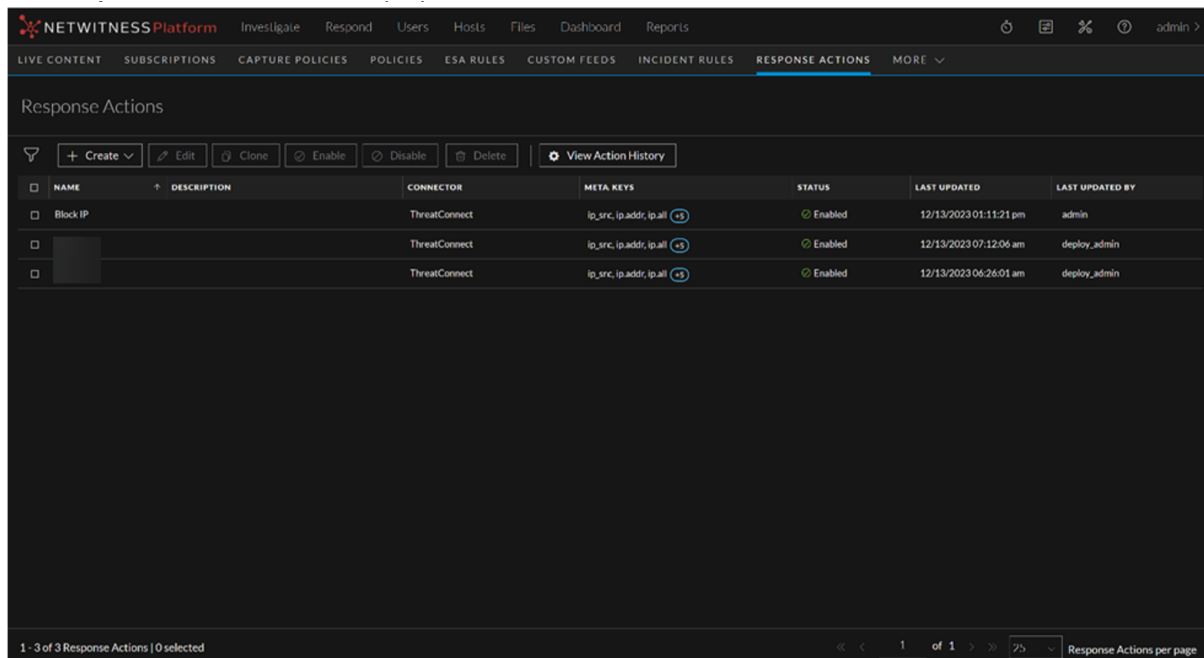 NETWITNESS Platform Investigate Respond Users Hosts Files Dashboard Reports admin >
LIVE CONTENT SUBSCRIPTIONS CAPTURE POLICIES POLICIES ESA RULES CUSTOM FEEDS INCIDENT RULES RESPONSE ACTIONS MORE
Response Actions
+ Create Edit Clone Enable Disable Delete View Action History
NAME ↑ DESCRIPTION CONNECTOR META KEYS STATUS LAST UPDATED LAST UPDATED BY
Block IP ThreatConnect ip_src, ip.addr, ip.all +5 Enabled 12/13/2023 01:11:21 pm admin
ThreatConnect ip_src, ip.addr, ip.all +5 Enabled 12/13/2023 07:12:06 am deploy_admin
ThreatConnect ip_src, ip.addr, ip.all +5 Enabled 12/13/2023 06:26:01 am deploy_admin
1 - 3 of 3 Response Actions | 0 selected « < 1 of 1 > » 25 Response Actions per page